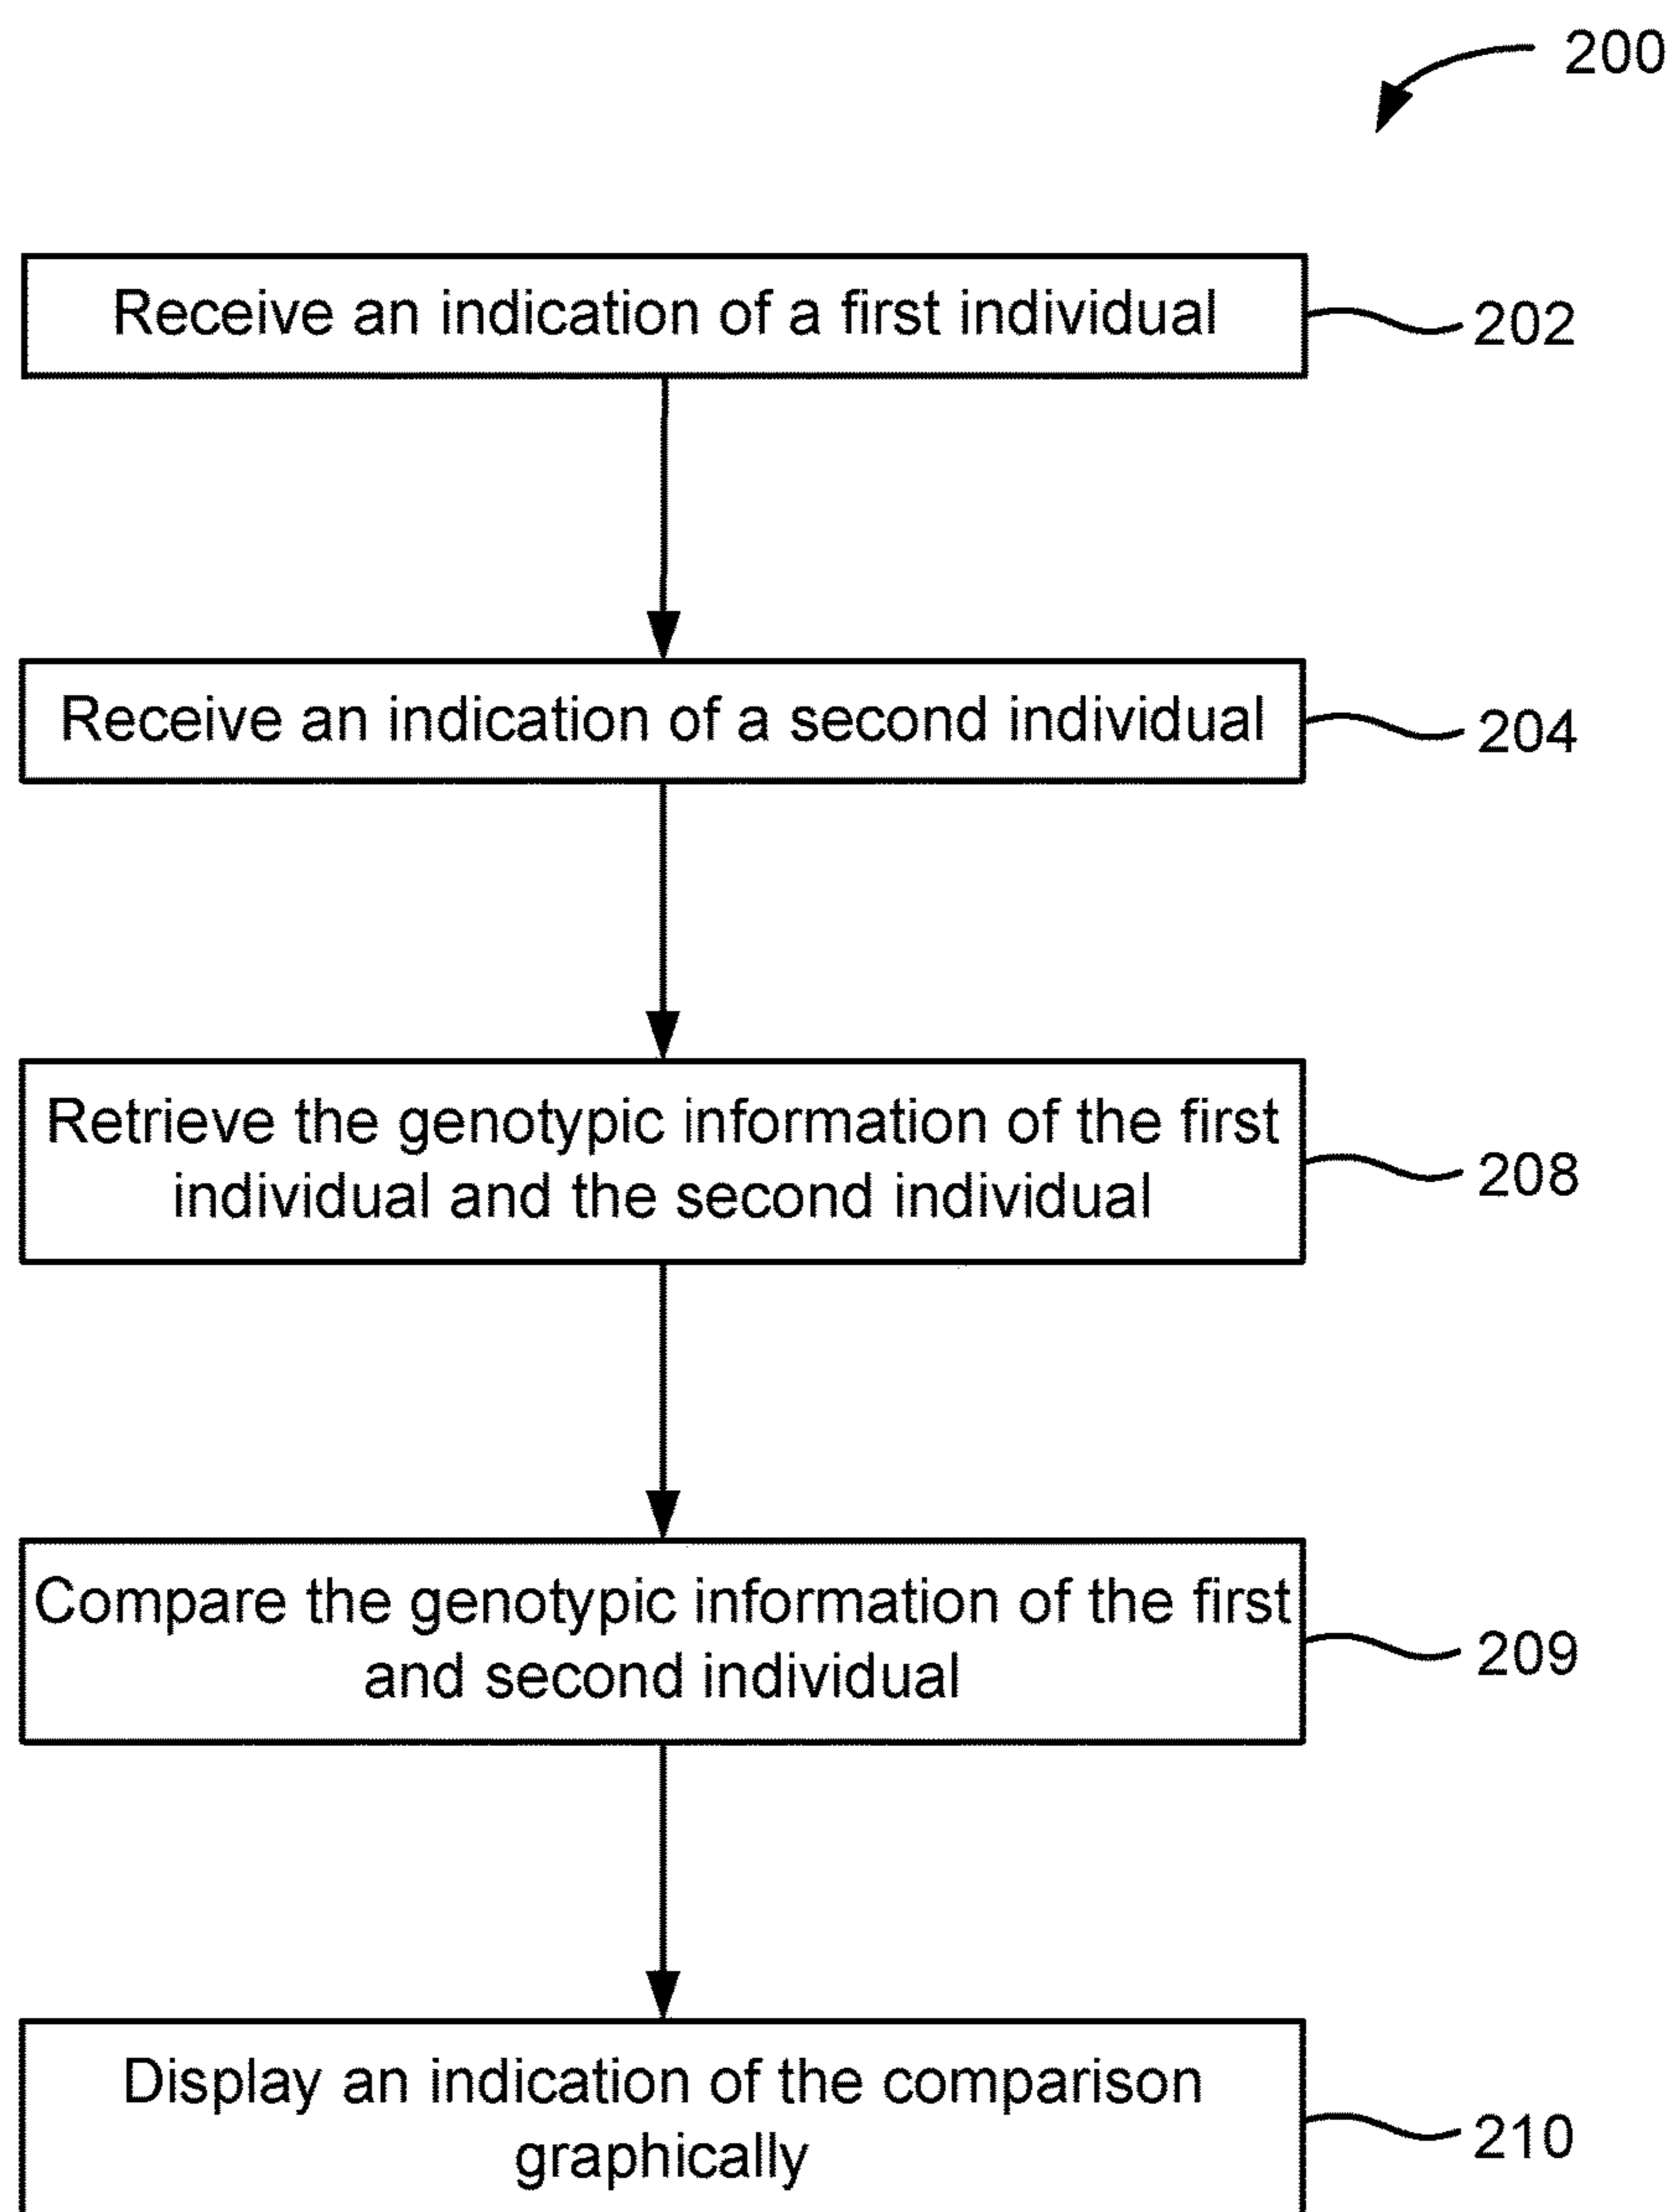 200
Receive an indication of a first individual
202
Receive an indication of a second individual
204
Retrieve the genotypic information of the first
individual and the second individual
208
Compare the genotypic information of the first
and second individual
209
Display an indication of the comparison
graphically
210